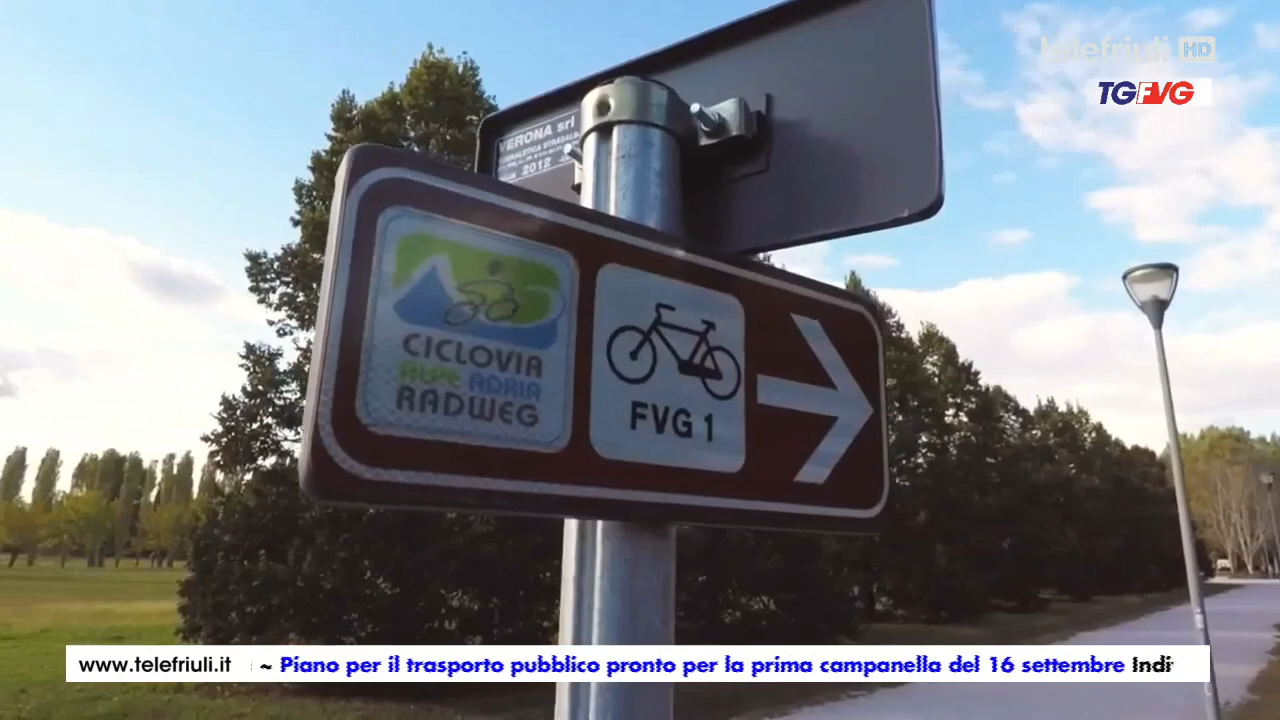 telefriuli HD
TGFVG
VERONA srl
2012
CICLOVIA
ALPE ADRIA
RADWEG
FVG 1
www.telefriuli.it ~ Piano per il trasporto pubblico pronto per la prima campanella del 16 settembre Indi